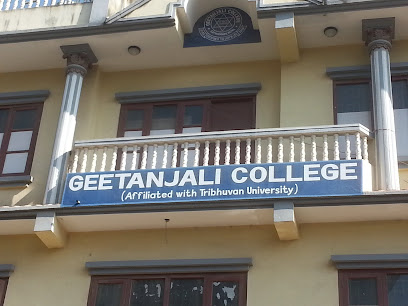 GEETANJALI COLLEGE
(Affiliated with Tribhuvan University)